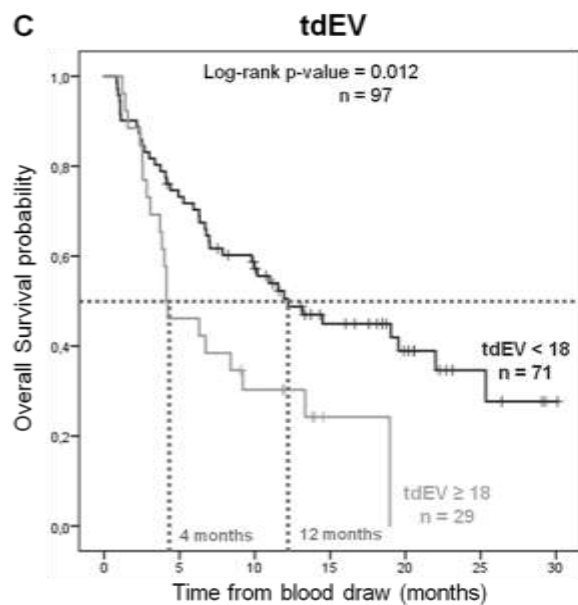 C
tdEV
Log-rank p-value = 0.012
n = 97
Overall Survival probability
1,0
0,8
0,6
0,4
0,2
0,0
tdEV < 18
n = 71
tdEV ≥ 18
n = 29
4 months
12 months
0
5
10
15
20
25
30
Time from blood draw (months)